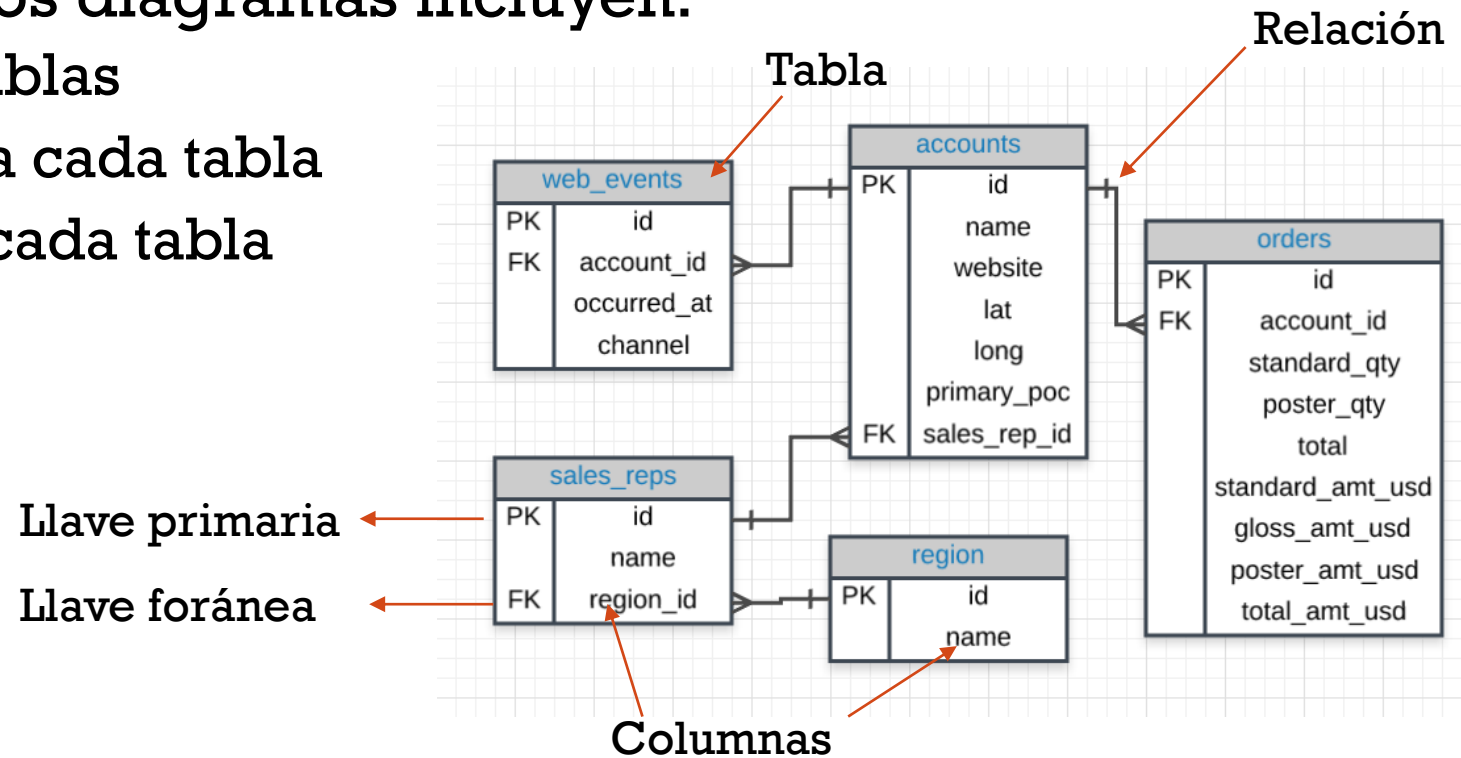 diagramas incluyen:
cada tabla
cada tabla
Tabla
Relación
web_events
PK id
FK account_id
occurred_at
channel
accounts
PK id
name
website
lat
long
primary_poc
FK sales_rep_id
orders
PK id
FK account_id
standard_qty
poster_qty
total
standard_amt_usd
gloss_amt_usd
poster_amt_usd
total_amt_usd
sales_reps
PK id
name
FK region_id
region
PK id
name
Llave primaria
Llave foránea
Columnas